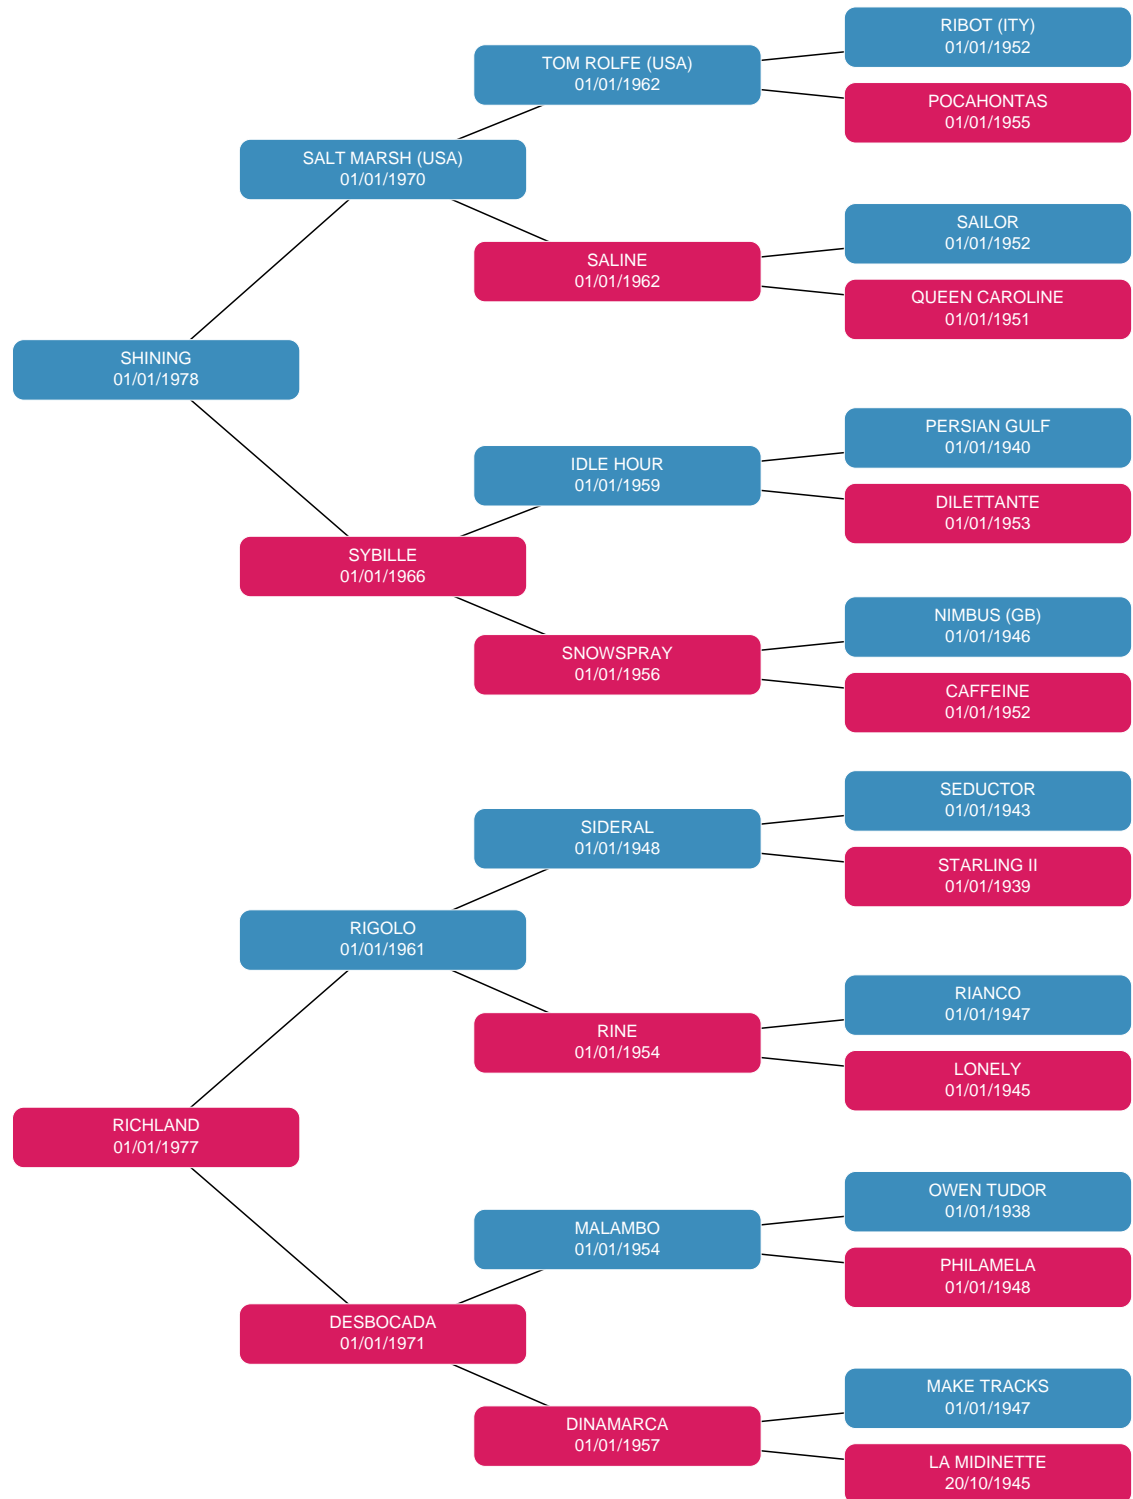 RIBOT (ITY)
01/01/1952
TOM ROLFE (USA)
01/01/1962
POCAHONTAS
01/01/1955
SALT MARSH (USA)
01/01/1970
SAILOR
01/01/1952
SALINE
01/01/1962
QUEEN CAROLINE
01/01/1951
SHINING
01/01/1978
PERSIAN GULF
01/01/1940
IDLE HOUR
01/01/1959
DILETTANTE
01/01/1953
SYBILLE
01/01/1966
NIMBUS (GB)
01/01/1946
SNOWSPRAY
01/01/1956
CAFFEINE
01/01/1952
SEDUCTOR
01/01/1943
SIDERAL
01/01/1948
STARLING II
01/01/1939
RIGOLO
01/01/1961
RIANCO
01/01/1947
RINE
01/01/1954
LONELY
01/01/1945
RICHLAND
01/01/1977
OWEN TUDOR
01/01/1938
MALAMBO
01/01/1954
PHILAMELA
01/01/1948
DESBOCADA
01/01/1971
MAKE TRACKS
01/01/1947
DINAMARCA
01/01/1957
LA MIDINETTE
20/10/1945